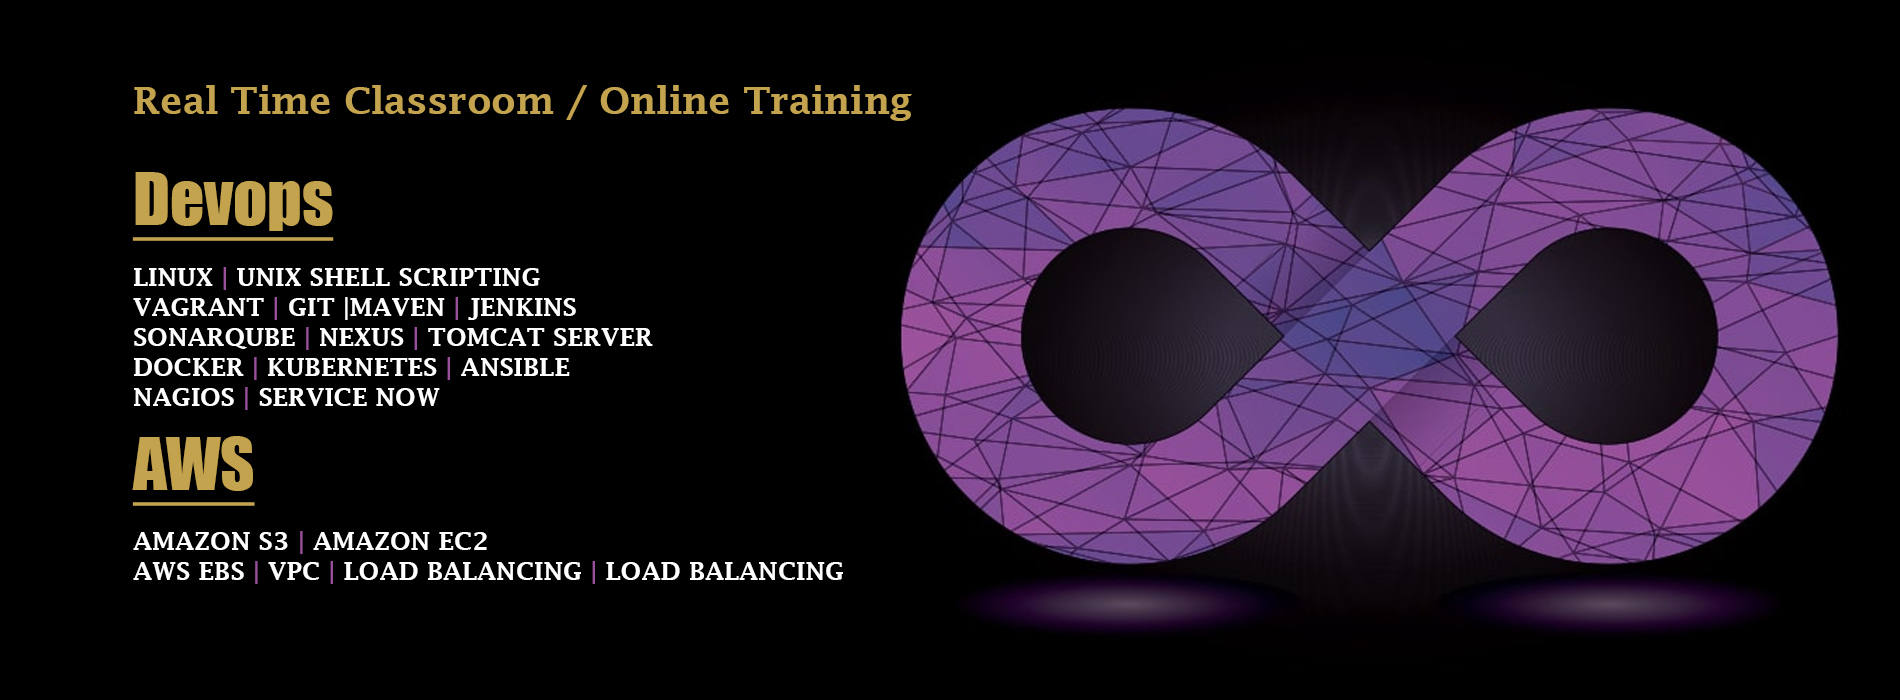 Real Time Classroom / Online Training
Devops
LINUX | UNIX SHELL SCRIPTING
VAGRANT | GIT |MAVEN | JENKINS
SONARQUBE | NEXUS | TOMCAT SERVER
DOCKER | KUBERNETES | ANSIBLE
NAGIOS | SERVICE NOW
AWS
AMAZON S3 | AMAZON EC2
AWS EBS | VPC | LOAD BALANCING | LOAD BALANCING